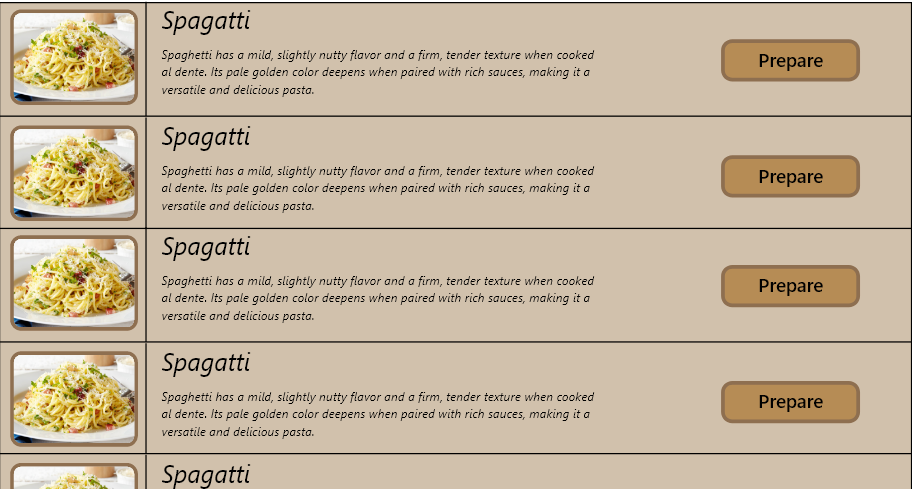 Spagatti
Spaghetti has a mild, slightly nutty flavor and a firm, tender texture when cooked
al dente. Its pale golden color deepens when paired with rich sauces, making it a
versatile and delicious pasta.
Prepare
Spagatti
Spaghetti has a mild, slightly nutty flavor and a firm, tender texture when cooked
al dente. Its pale golden color deepens when paired with rich sauces, making it a
versatile and delicious pasta.
Prepare
Spagatti
Spaghetti has a mild, slightly nutty flavor and a firm, tender texture when cooked
al dente. Its pale golden color deepens when paired with rich sauces, making it a
versatile and delicious pasta.
Prepare
Spagatti
Spaghetti has a mild, slightly nutty flavor and a firm, tender texture when cooked
al dente. Its pale golden color deepens when paired with rich sauces, making it a
versatile and delicious pasta.
Prepare
Spagatti